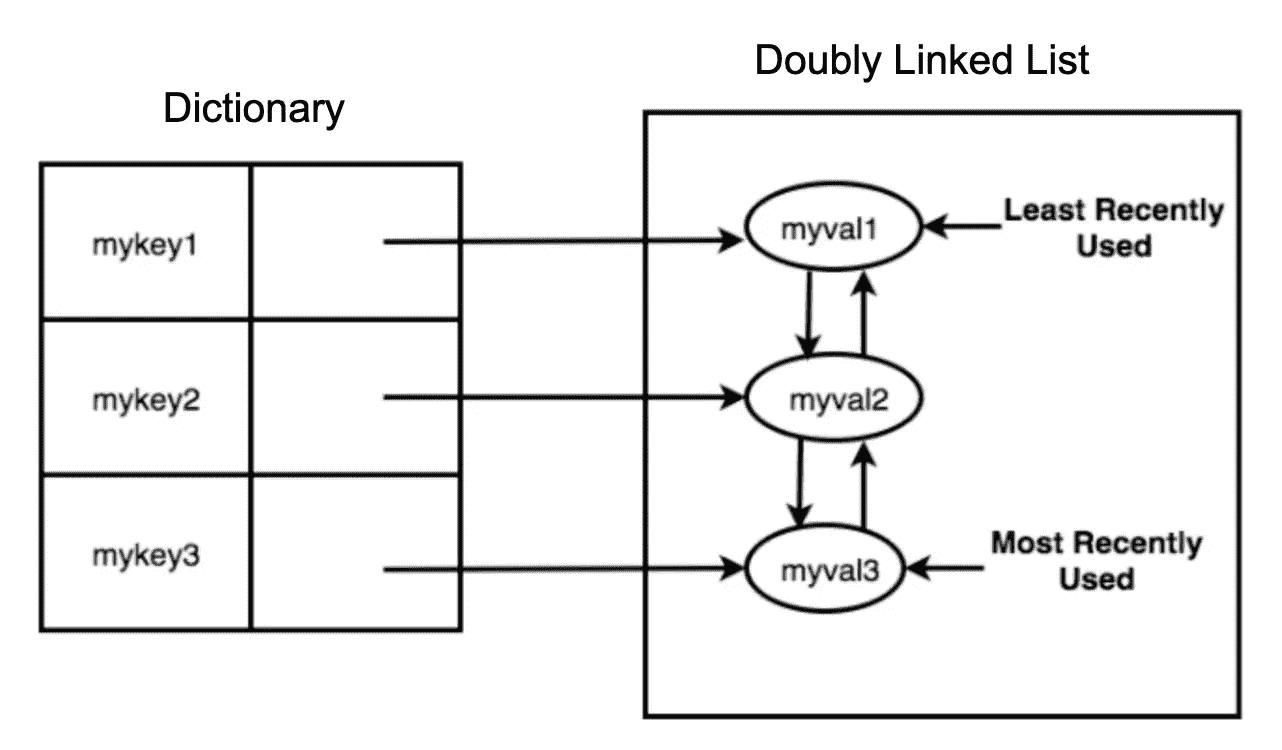 Doubly Linked List
Dictionary
mykey1
myval1
Least Recently
Used
mykey2
myval2
mykey3
myval3
Most Recently
Used